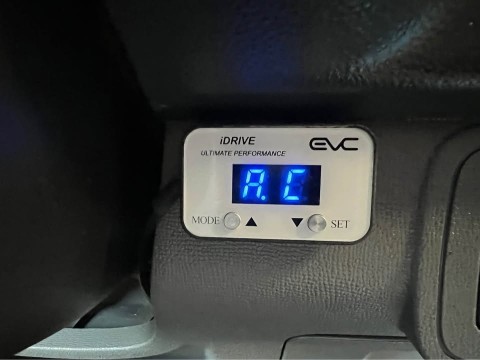 iDRIVE EVC
ULTIMATE PERFORMANCE
A.C
MODE ▲ ▼ SET